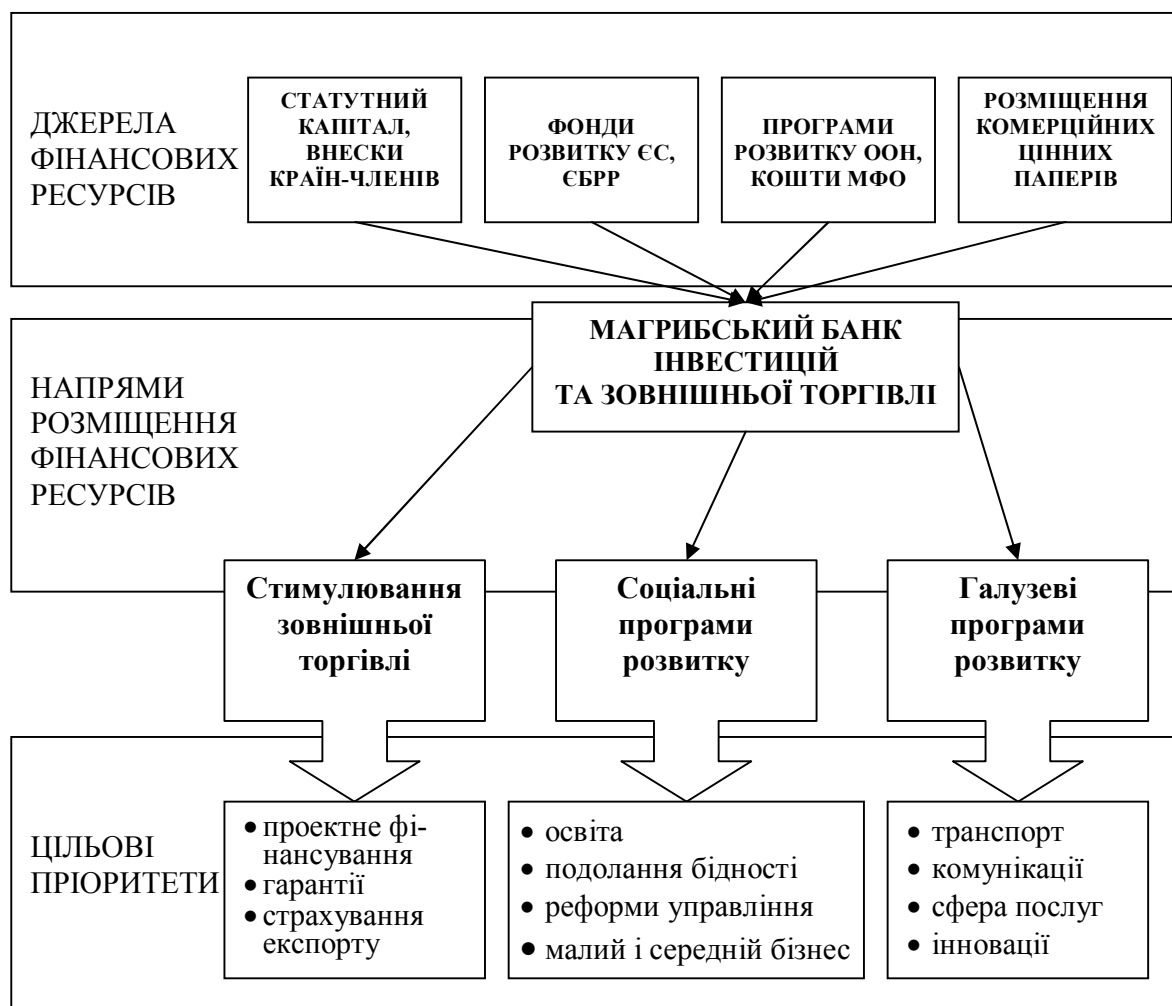 ДЖЕРЕЛА
ФІНАНСОВИХ
РЕСУРСІВ
СТАТУТНИЙ
КАПІТАЛ,
ВНЕСКИ
КРАЇН-ЧЛЕНІВ
ФОНДИ
РОЗВИТКУ ЄС,
ЄБРР
ПРОГРАМИ
РОЗВИТКУ ООН,
КОШТИ МФО
РОЗМІЩЕННЯ
КОМЕРЦІЙНИХ
ЦІННИХ
ПАПЕРІВ
НАПРЯМИ
РОЗМІЩЕННЯ
ФІНАНСОВИХ
РЕСУРСІВ
МАГРИБСЬКИЙ БАНК
ІНВЕСТИЦІЙ
ТА ЗОВНІШНЬОЇ ТОРГІВЛІ
Стимулювання
зовнішньої
торгівлі
Соціальні
програми
розвитку
Галузеві
програми
розвитку
ЦІЛЬОВІ
ПРІОРИТЕТИ
• проектне фі-
нансування
• гарантії
• страхування
експорту
• освіта
• подолання бідності
• реформи управління
• малий і середній бізнес
• транспорт
• комунікації
• сфера послуг
• інновації